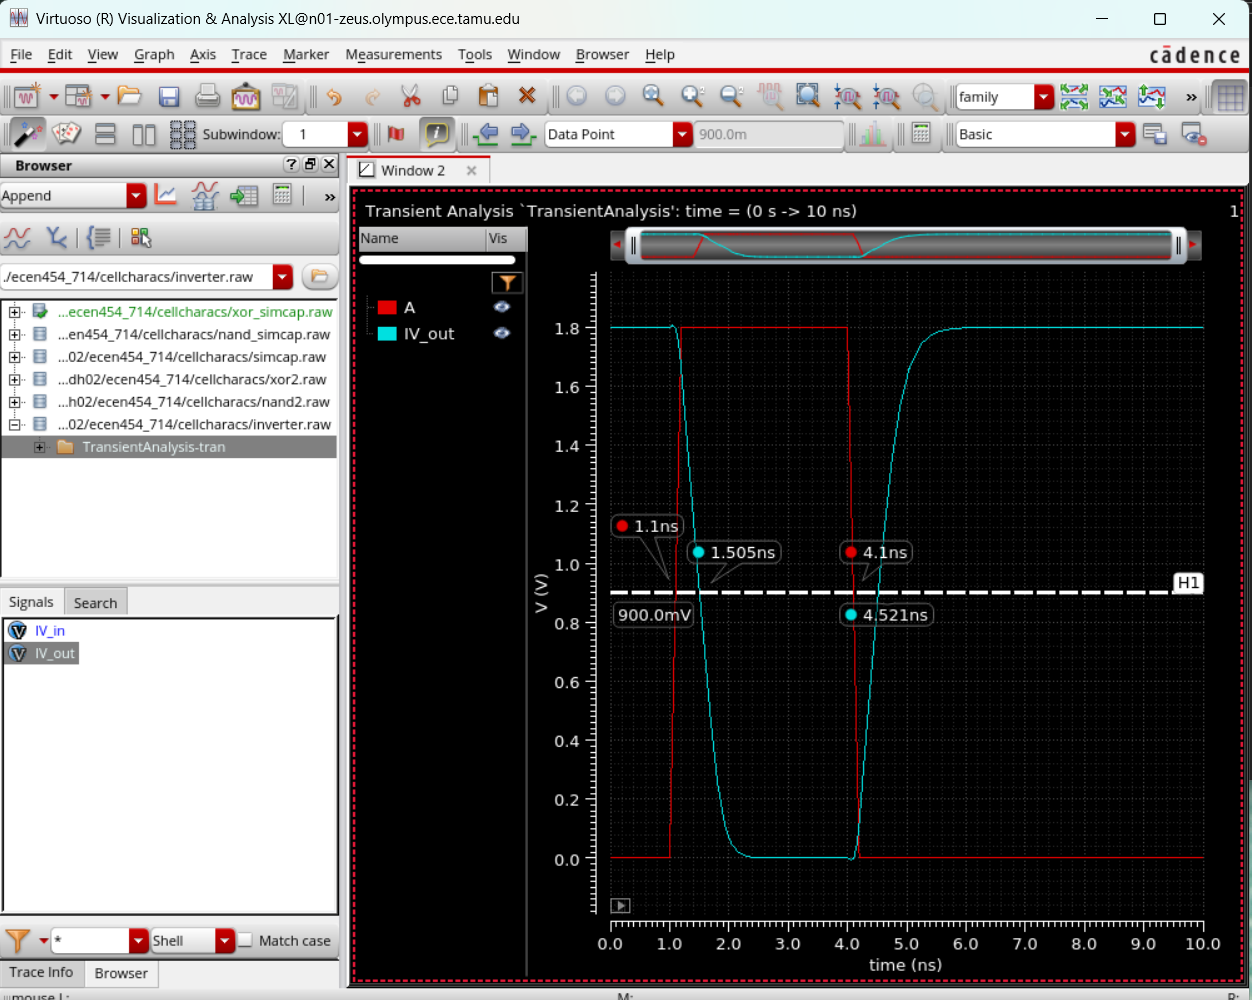 Virtuoso (R) Visualization & Analysis XL@n01-zeus.olympus.ece.tamu.edu
File Edit View Graph Axis Trace Marker Measurements Tools Window Browser Help
cādence
family
»
Subwindow: 1
Data Point
900.0m
Basic
Browser
Window 2
Append
»
./ecen454_714/cellcharacs/inverter.raw
...ecen454_714/cellcharacs/xor_simcap.raw
...en454_714/cellcharacs/nand_simcap.raw
...02/ecen454_714/cellcharacs/simcap.raw
...dh02/ecen454_714/cellcharacs/xor2.raw
...h02/ecen454_714/cellcharacs/nand2.raw
...02/ecen454_714/cellcharacs/inverter.raw
TransientAnalysis-tran
Signals Search
IV_in
IV_out
*
Shell
Match case
Trace Info Browser
mouse L:
M:
R:
Transient Analysis `TransientAnalysis': time = (0 s -> 10 ns)
1
Name Vis
A
IV_out
V (V)
1.8
1.6
1.4
1.2
1.0
0.8
0.6
0.4
0.2
0.0
1.1ns
1.505ns
4.1ns
H1
900.0mV
4.521ns
0.0 1.0 2.0 3.0 4.0 5.0 6.0 7.0 8.0 9.0 10.0
time (ns)